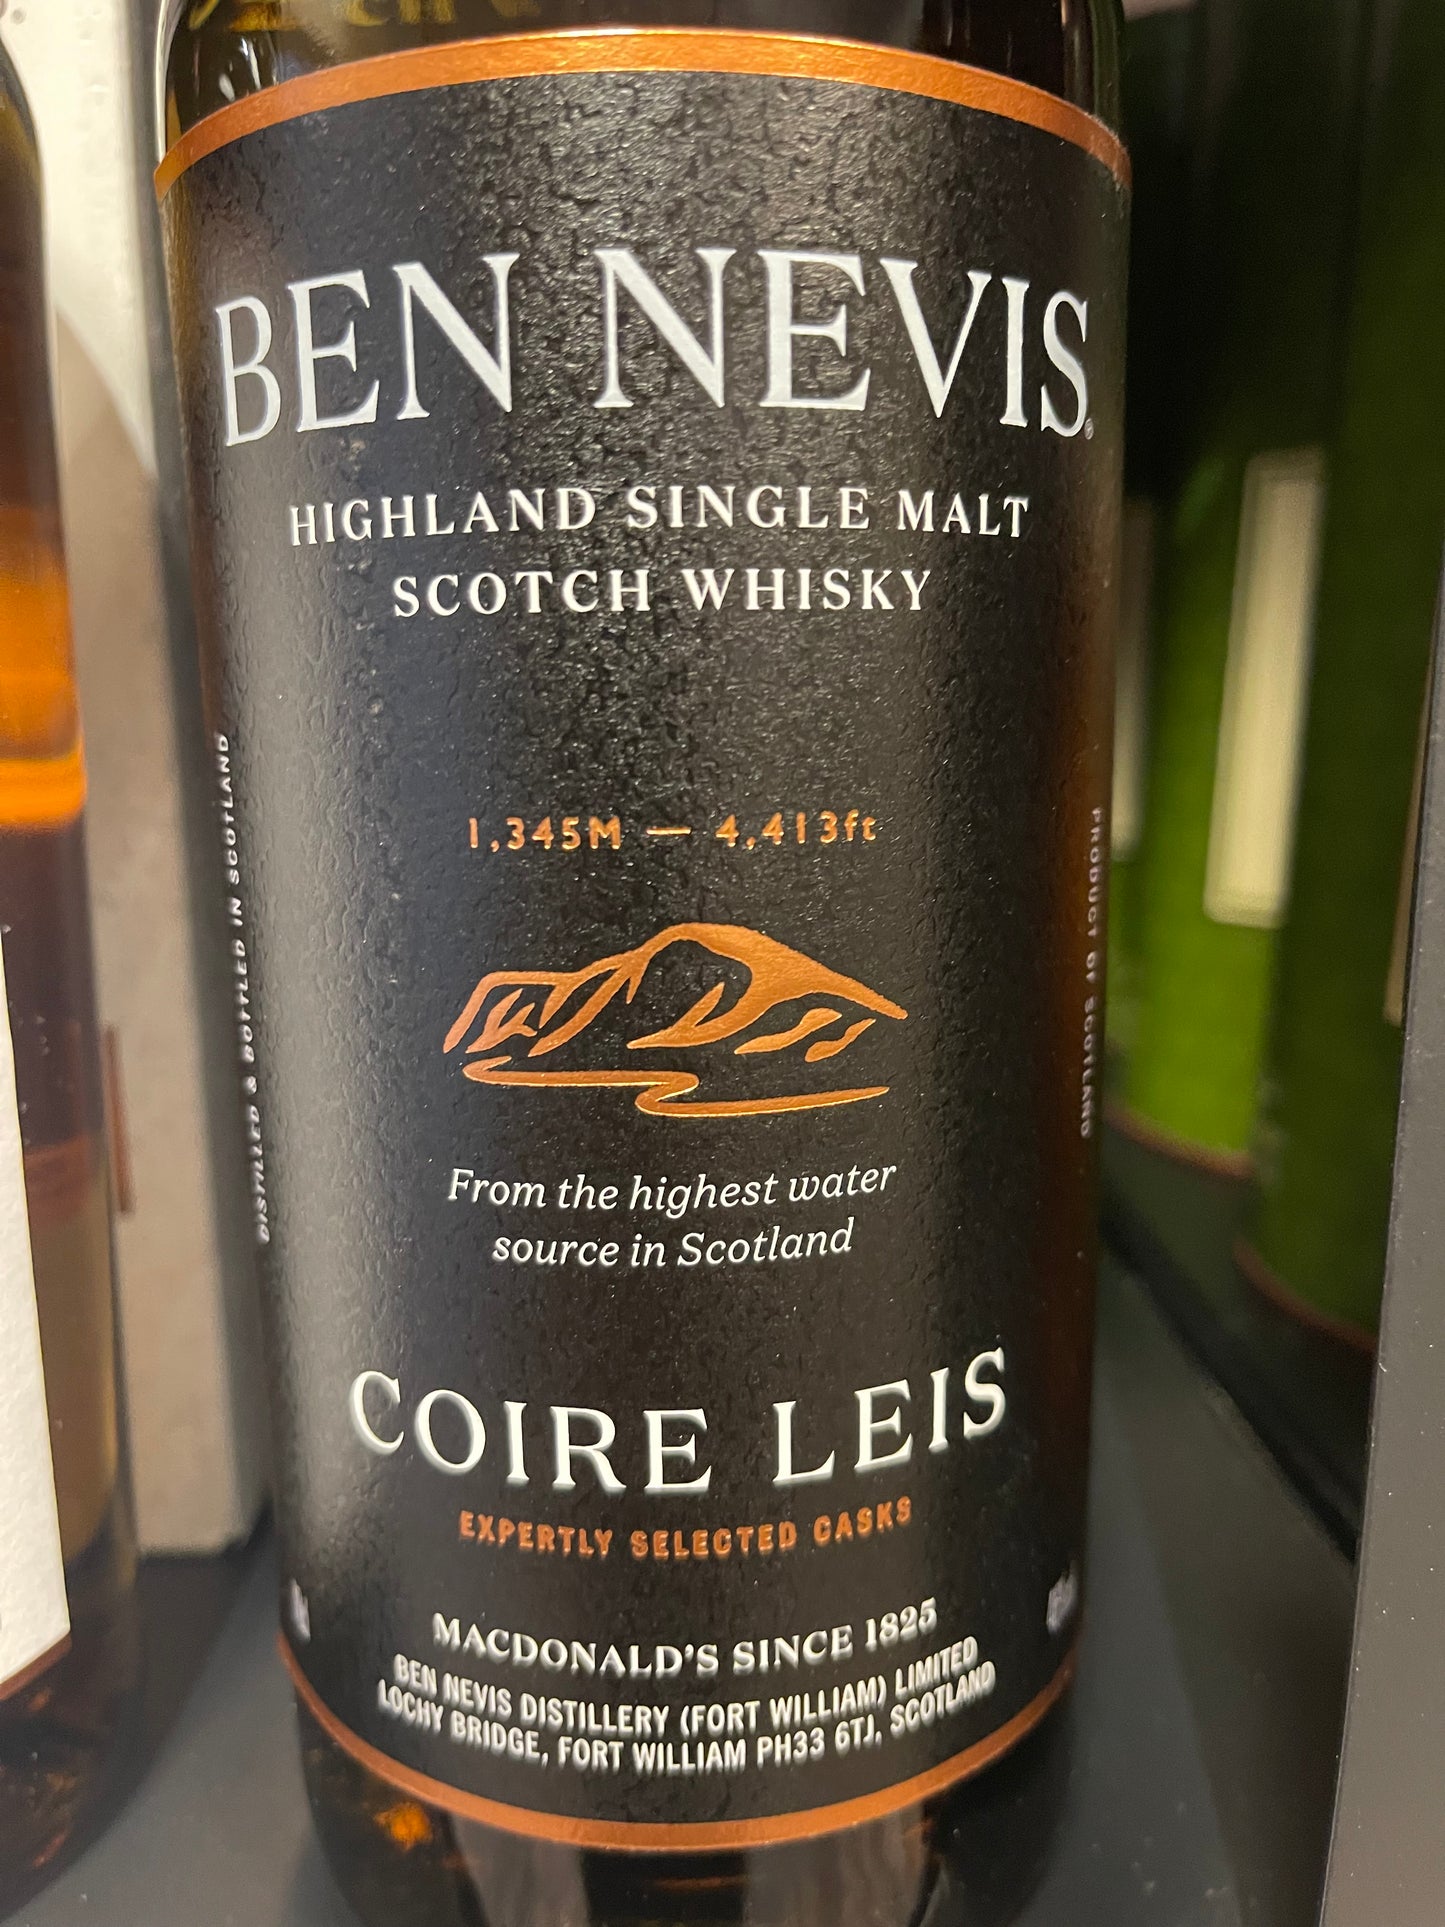 BEN NEVIS®
HIGHLAND SINGLE MALT
SCOTCH WHISKY
1,345M — 4,413ft
DISTILLED & BOTTLED IN SCOTLAND
PRODUCT OF SCOTLAND
From the highest water
source in Scotland
COIRE LEIS
EXPERTLY SELECTED CASKS
MACDONALD'S SINCE 1825
BEN NEVIS DISTILLERY (FORT WILLIAM) LIMITED
LOCHY BRIDGE, FORT WILLIAM PH33 6TJ, SCOTLAND